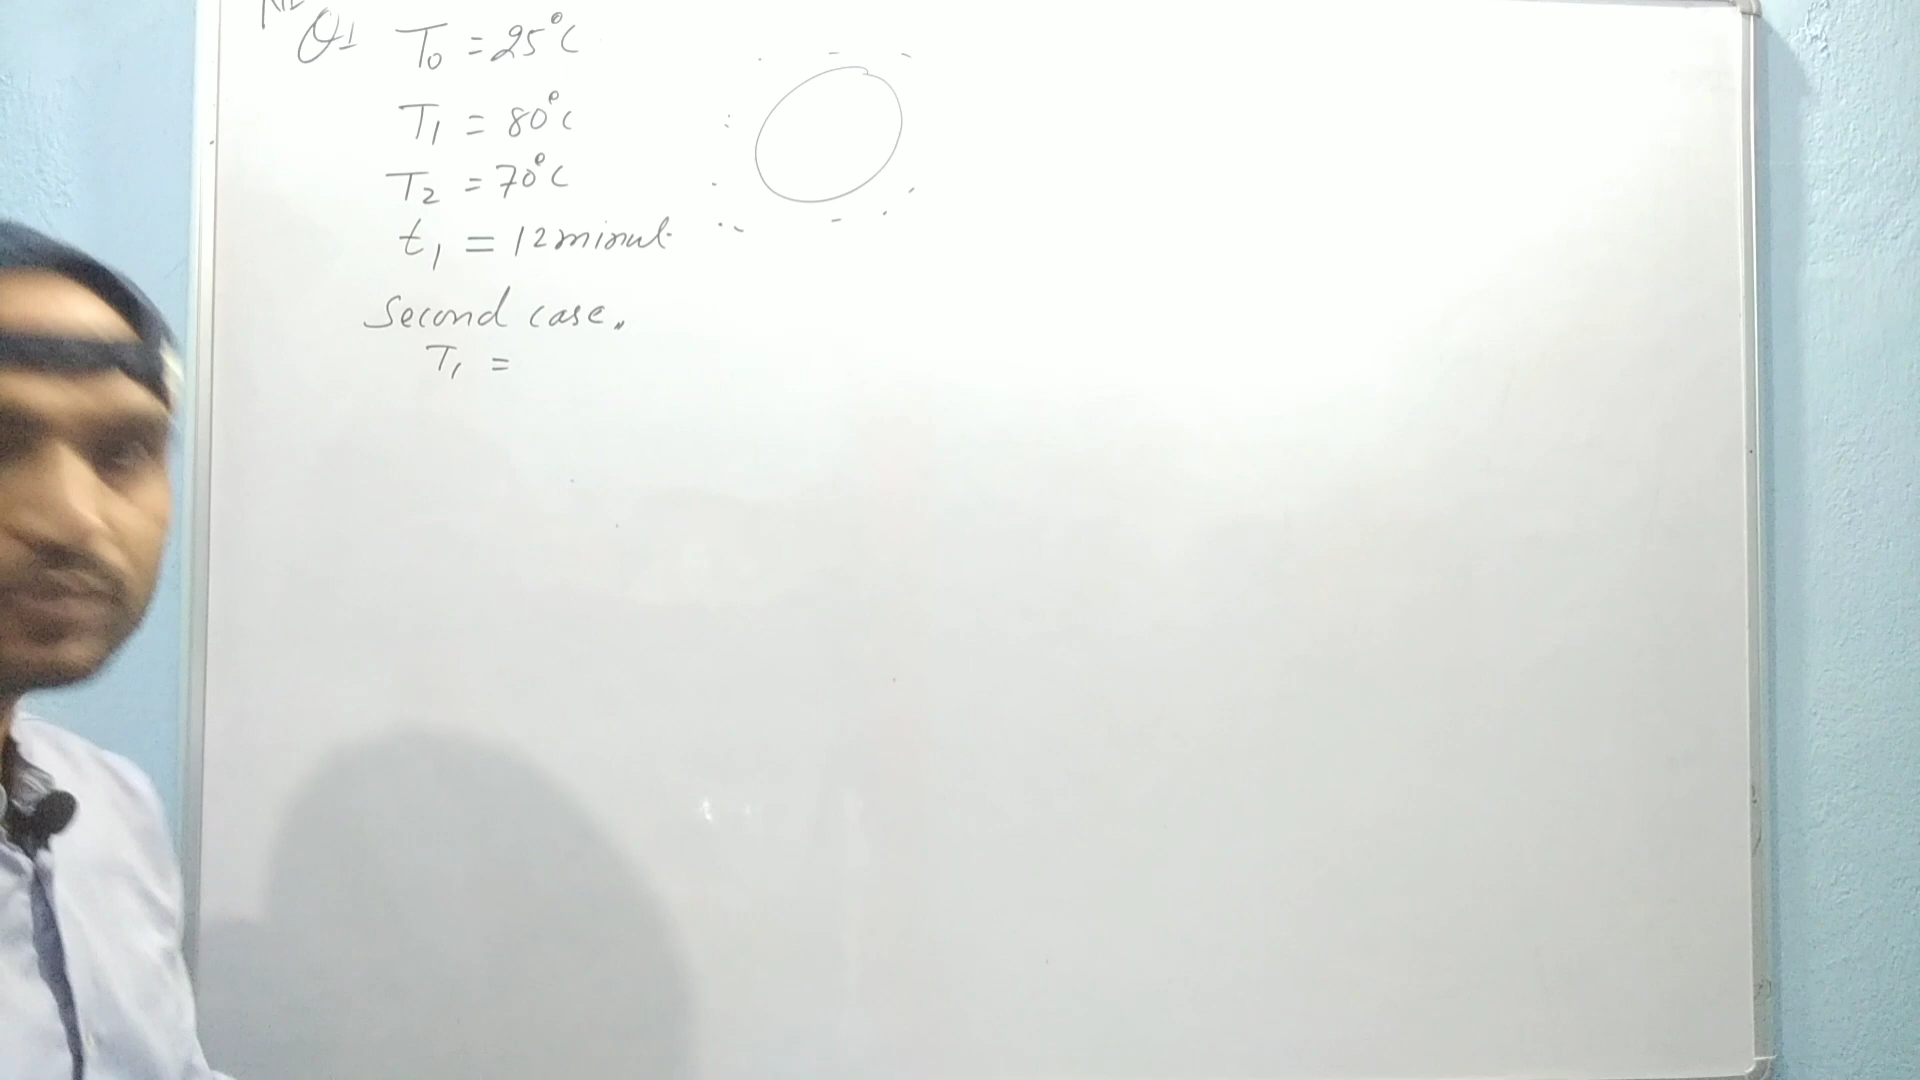 Q1 T₀ = 25°C
T₁ = 80°C
T₂ = 70°C
t₁ = 12 minut.
Second case.
T₁ =